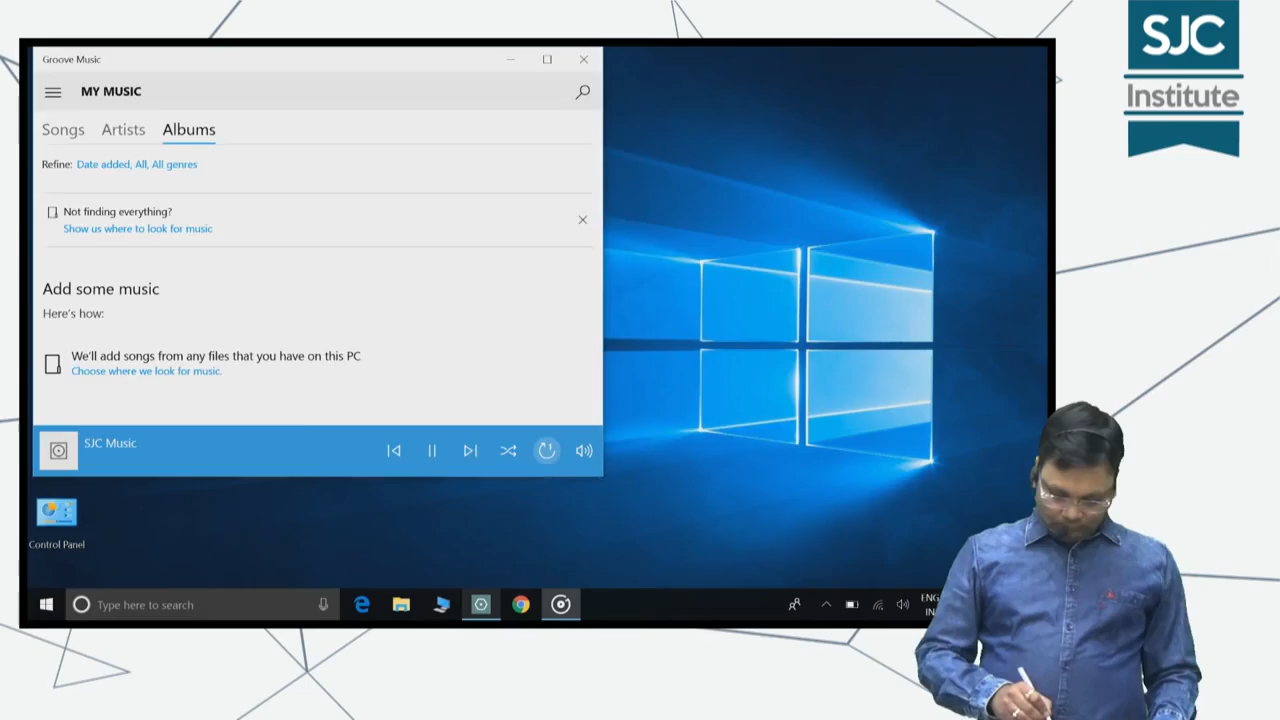 Groove Music
MY MUSIC
Songs Artists Albums
Refine: Date added, All, All genres
Not finding everything?
Show us where to look for music
Add some music
Here's how:
We'll add songs from any files that you have on this PC
Choose where we look for music.
SJC Music
Control Panel
Type here to search
ENG
IN
SJC
Institute